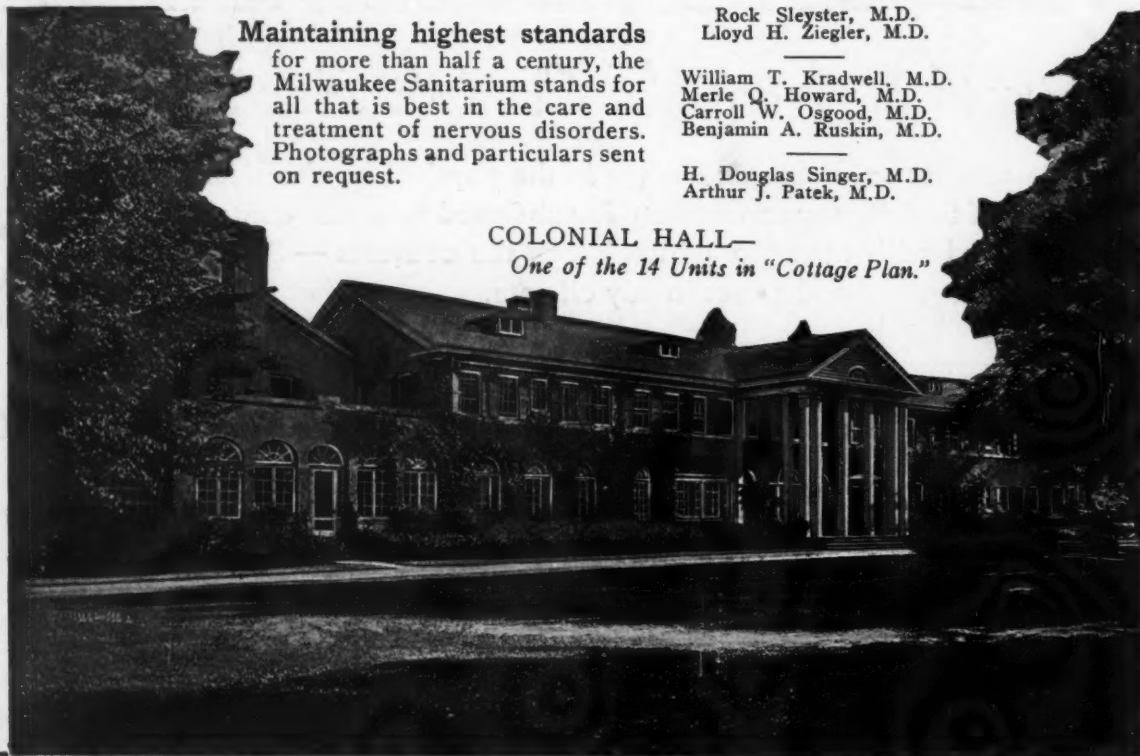 Maintaining highest standards
for more than half a century, the
Milwaukee Sanitarium stands for
all that is best in the care and
treatment of nervous disorders.
Photographs and particulars sent
on request.
Rock Sleyster, M.D.
Lloyd H. Ziegler, M.D.
William T. Kradwell, M.D.
Merle Q. Howard, M.D.
Carroll W. Osgood, M.D.
Benjamin A. Ruskin, M.D.
H. Douglas Singer, M.D.
Arthur J. Patek, M.D.
COLONIAL HALL—
One of the 14 Units in "Cottage Plan."